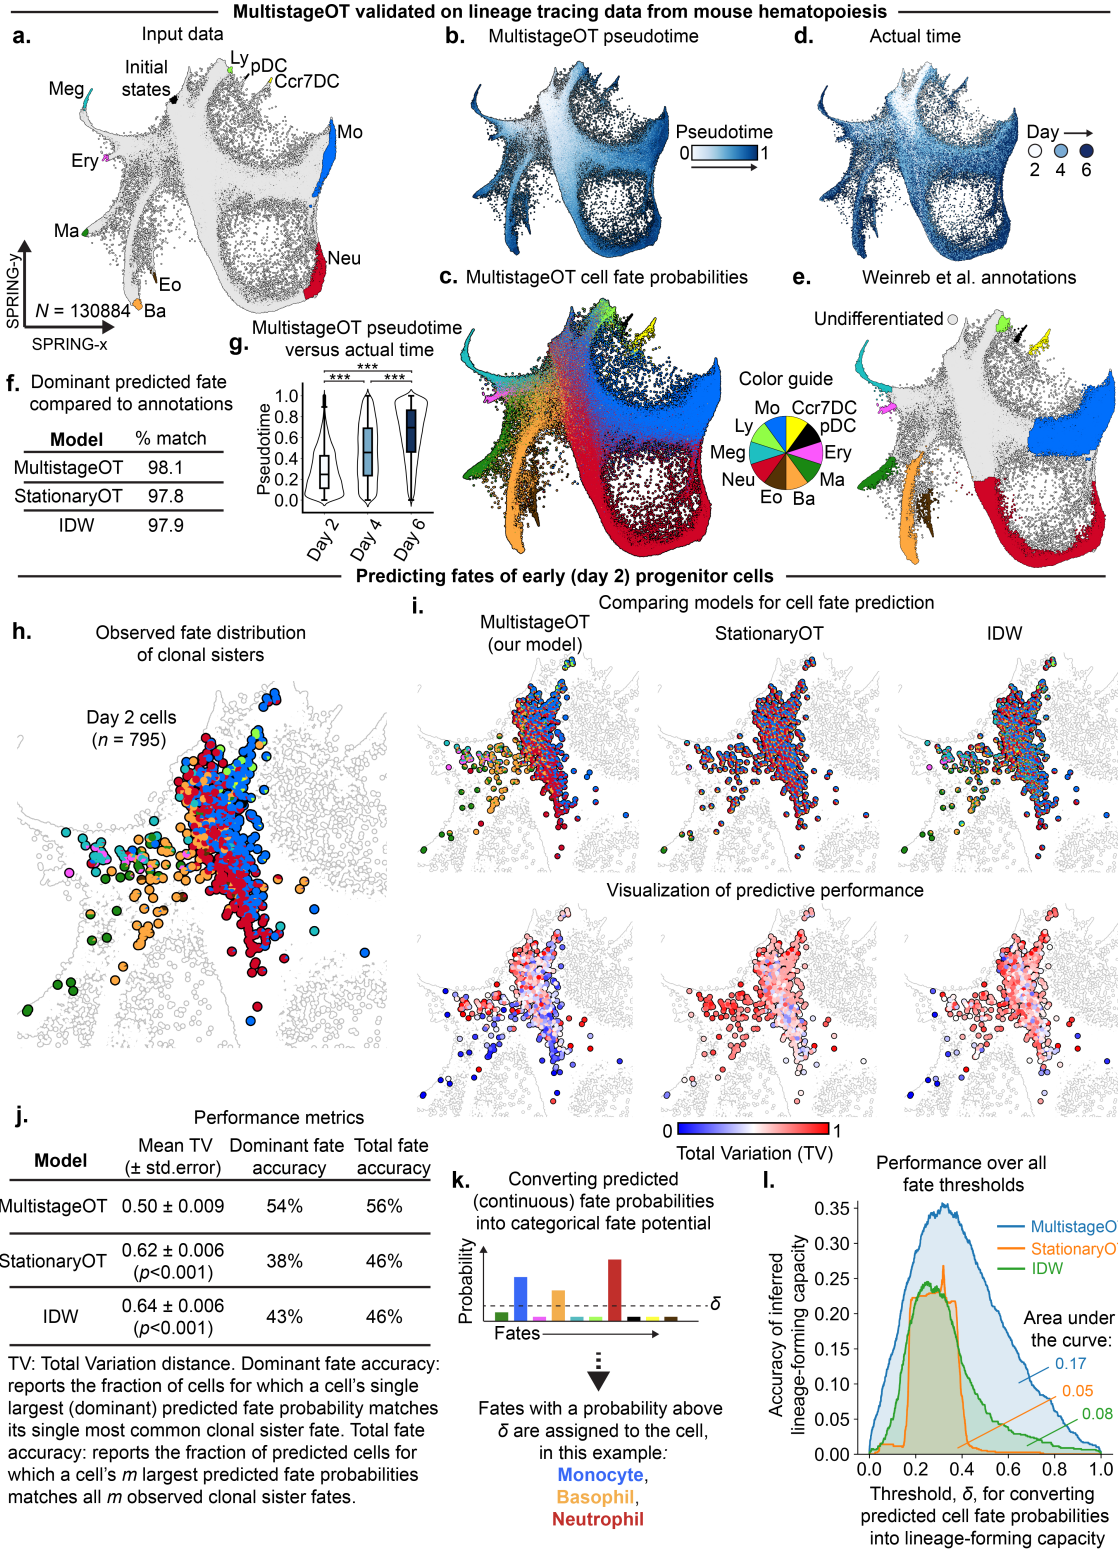 MultistageOT validated on lineage tracing data from mouse hematopoiesis
a.
Input data
Initial
states
Ly
pDC
Ccr7DC
Meg
Mo
Ery
Ma
Neu
Eo
Ba
N = 130884
SPRING-y
SPRING-x
b.
MultistageOT pseudotime
Pseudotime
0
1
d.
Actual time
Day
2 4 6
c.
MultistageOT cell fate probabilities
Color guide
Mo Ccr7DC
Ly pDC
Meg Ery
Neu Ma
Eo Ba
e.
Weinreb et al. annotations
Undifferentiated
f.
Dominant predicted fate
compared to annotations
Model % match
MultistageOT 98.1
StationaryOT 97.8
IDW 97.9
g.
MultistageOT pseudotime
versus actual time
***
*** ***
Pseudotime
1.0
0.8
0.6
0.4
0.2
0.0
Day 2
Day 4
Day 6
Predicting fates of early (day 2) progenitor cells
h.
Observed fate distribution
of clonal sisters
Day 2 cells
(n = 795)
i.
Comparing models for cell fate prediction
MultistageOT
(our model)
StationaryOT
IDW
Visualization of predictive performance
0
1
Total Variation (TV)
j.
Performance metrics
Model Mean TV (± std.error) Dominant fate accuracy Total fate accuracy
MultistageOT 0.50 ± 0.009 54% 56%
StationaryOT 0.62 ± 0.006 (p<0.001) 38% 46%
IDW 0.64 ± 0.006 (p<0.001) 43% 46%
TV: Total Variation distance. Dominant fate accuracy:
reports the fraction of cells for which a cell's single
largest (dominant) predicted fate probability matches
its single most common clonal sister fate. Total fate
accuracy: reports the fraction of predicted cells for
which a cell's m largest predicted fate probabilities
matches all m observed clonal sister fates.
k.
Converting predicted
(continuous) fate probabilities
into categorical fate potential
Probability
δ
Fates
Fates with a probability above
δ are assigned to the cell,
in this example:
Monocyte,
Basophil,
Neutrophil
l.
Performance over all
fate thresholds
Accuracy of inferred
lineage-forming capacity
0.35
0.30
0.25
0.20
0.15
0.10
0.05
0.00
MultistageO
StationaryO
IDW
Area under
the curve:
0.17
0.05
0.08
0.0 0.2 0.4 0.6 0.8 1.0
Threshold, δ, for converting
predicted cell fate probabilities
into lineage-forming capacity